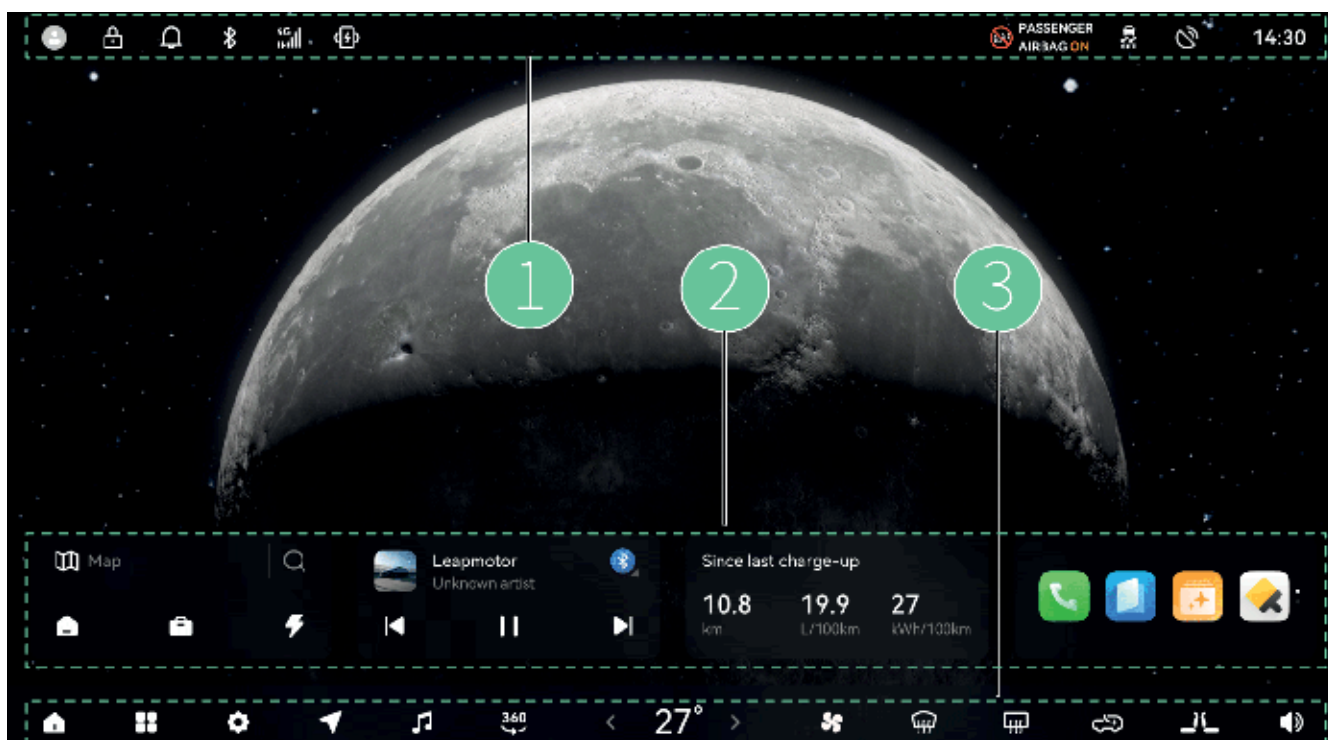 5G
PASSENGER
AIRBAG ON
14:30
1
2
3
Map
Leapmotor
Unknown artist
Since last charge-up
10.8
19.9
27
km
L/100km
kWh/100km
360
27°